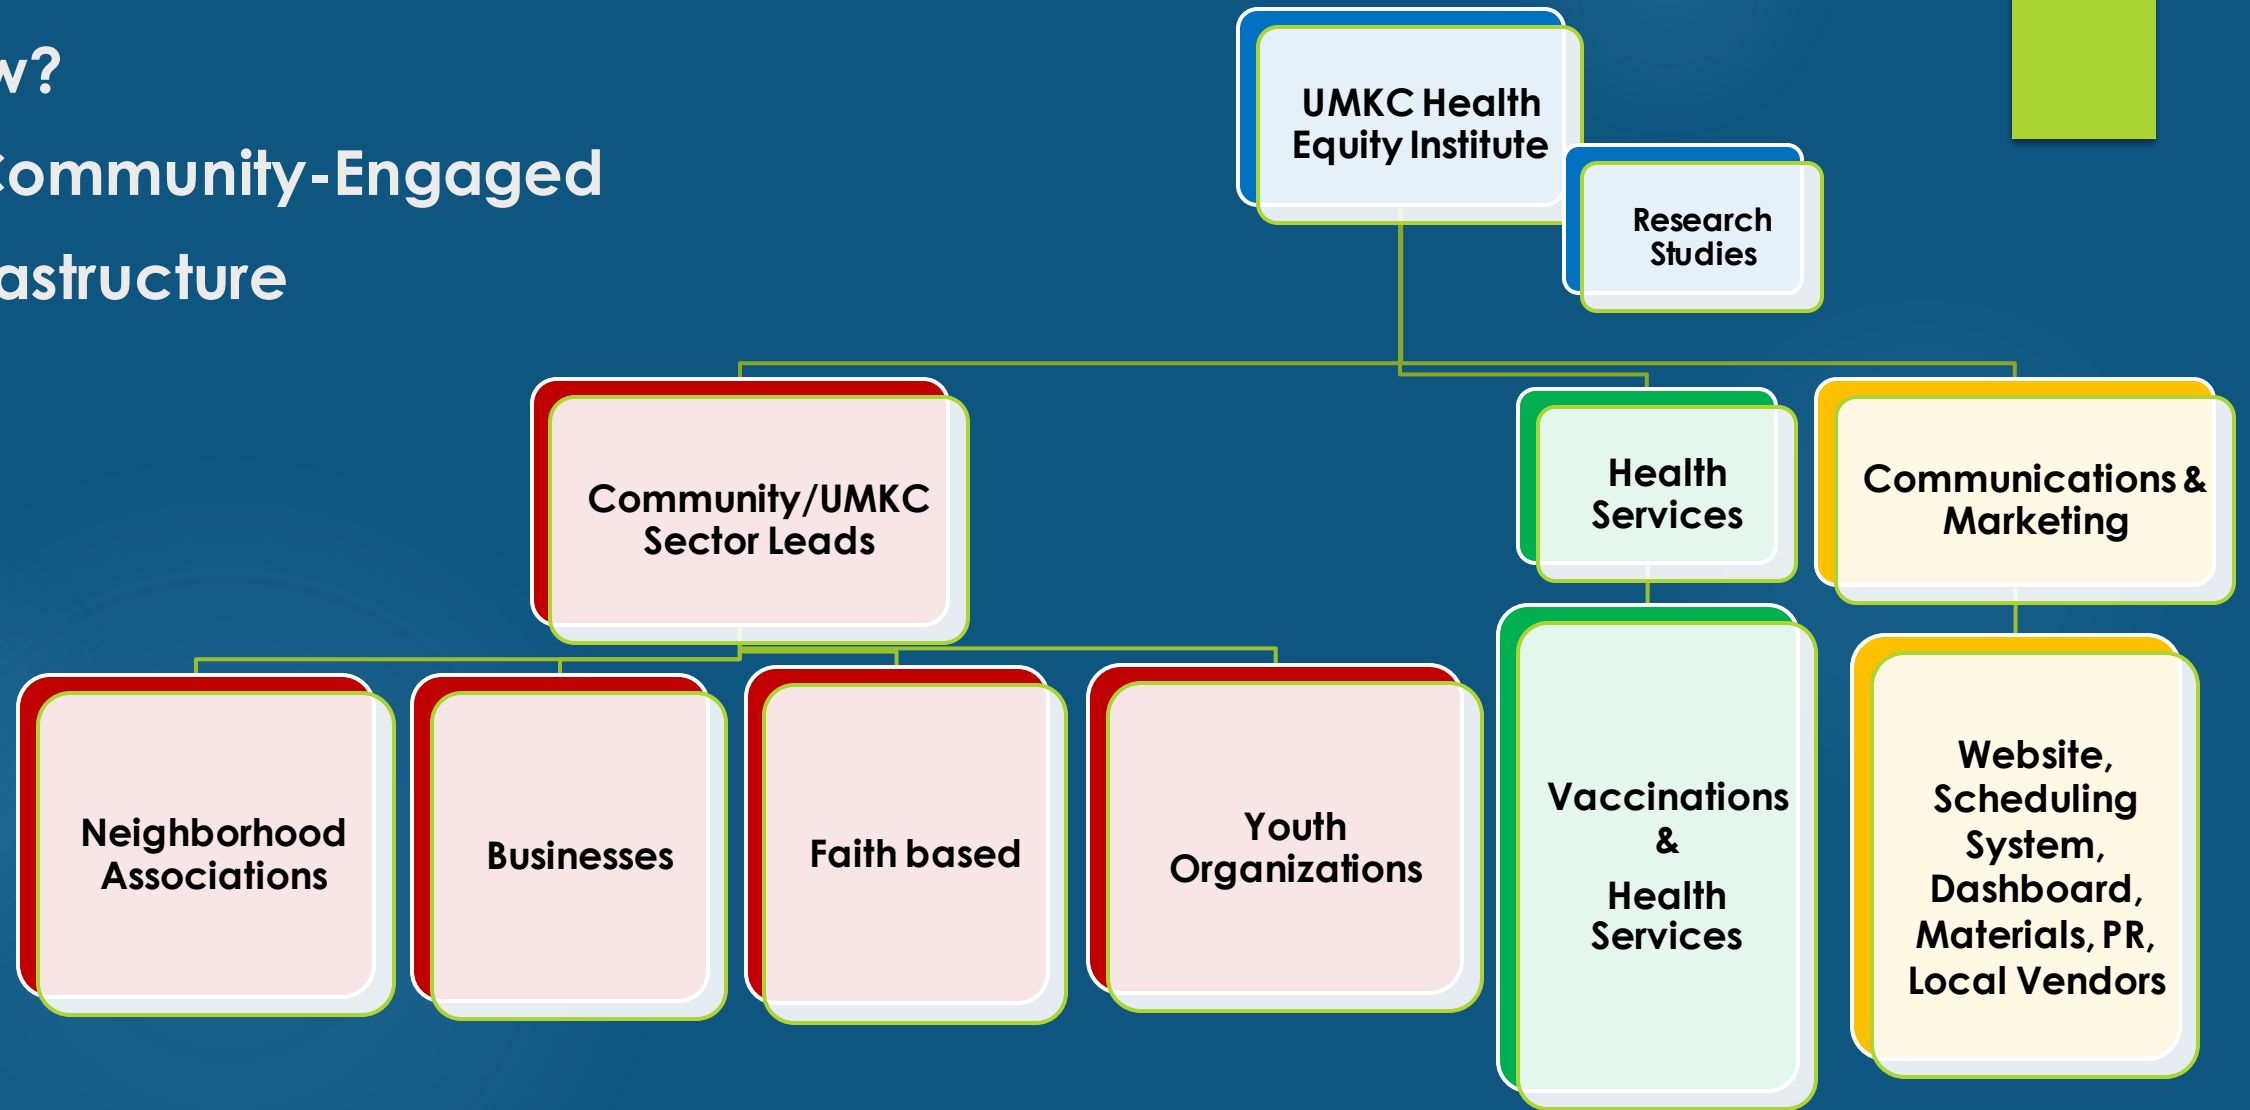 w?
Community-Engaged
astructure
UMKC Health
Equity Institute
Research
Studies
Community/UMKC
Sector Leads
Health
Services
Communications &
Marketing
Neighborhood
Associations
Businesses
Faith based
Youth
Organizations
Vaccinations
&
Health
Services
Website,
Scheduling
System,
Dashboard,
Materials, PR,
Local Vendors